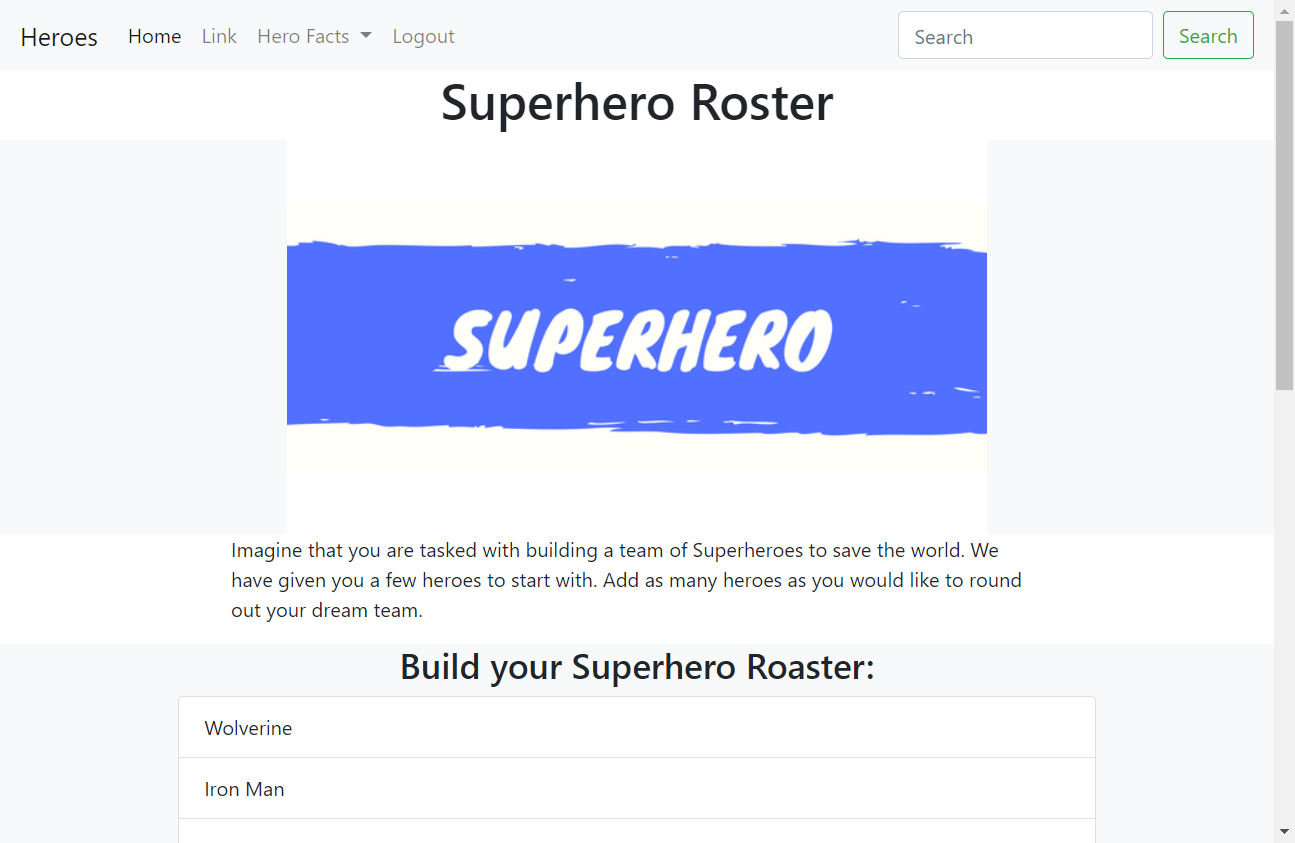 Heroes Home Link Hero Facts Logout Search Search
Superhero Roster
SUPERHERO
Imagine that you are tasked with building a team of Superheroes to save the world. We
have given you a few heroes to start with. Add as many heroes as you would like to round
out your dream team.
Build your Superhero Roaster:
Wolverine
Iron Man